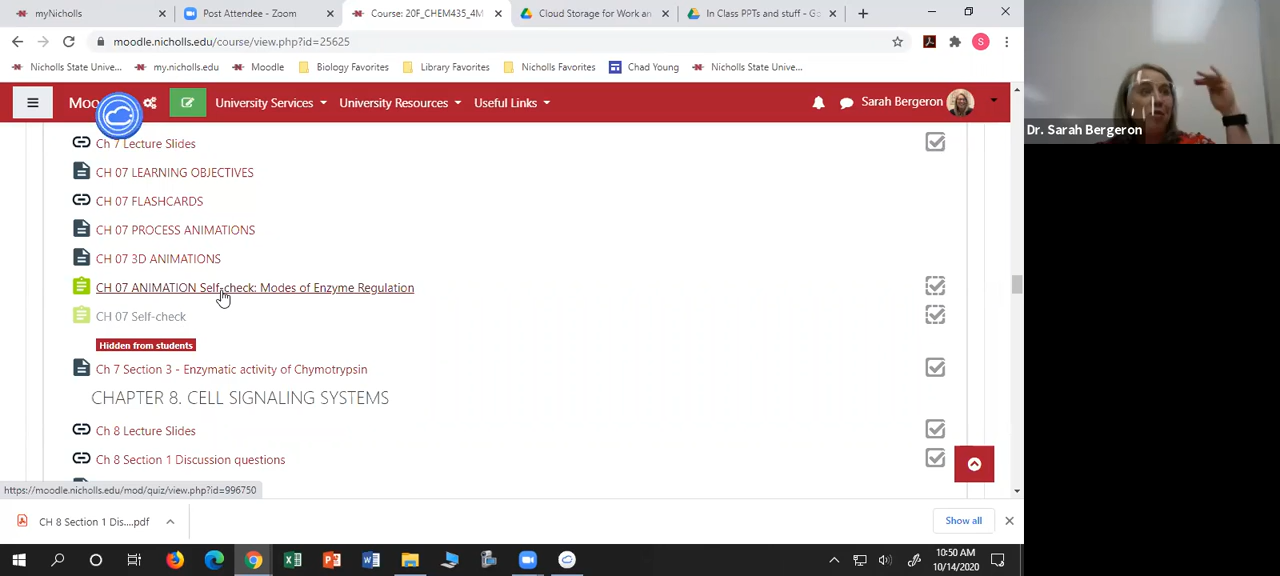 myNicholls
Post Attendee - Zoom
Course: 20F_CHEM435_4M
Cloud Storage for Work an
In Class PPTs and stuff - Go
moodle.nicholls.edu/course/view.php?id=25625
S
Nicholls State Unive...
my.nicholls.edu
Moodle
Biology Favorites
Library Favorites
Nicholls Favorites
Chad Young
Nicholls State Unive...
Moo
University Services
University Resources
Useful Links
Sarah Bergeron
Dr. Sarah Bergeron
Ch 7 Lecture Slides
CH 07 LEARNING OBJECTIVES
CH 07 FLASHCARDS
CH 07 PROCESS ANIMATIONS
CH 07 3D ANIMATIONS
CH 07 ANIMATION Self-check: Modes of Enzyme Regulation
CH 07 Self-check
Hidden from students
Ch 7 Section 3 - Enzymatic activity of Chymotrypsin
CHAPTER 8. CELL SIGNALING SYSTEMS
Ch 8 Lecture Slides
Ch 8 Section 1 Discussion questions
https://moodle.nicholls.edu/mod/quiz/view.php?id=996750
CH 8 Section 1 Dis....pdf
Show all
10:50 AM
10/14/2020